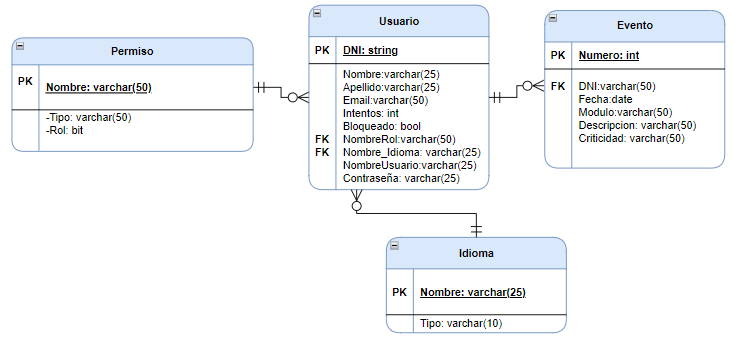 Permiso
PK
Nombre: varchar(50)
-Tipo: varchar(50)
-Rol: bit
Usuario
PK
DNI: string
Nombre:varchar(25)
Apellido:varchar(25)
Email:varchar(50)
Intentos: int
Bloqueado: bool
FK NombreRol:varchar(50)
FK Nombre_Idioma: varchar(25)
NombreUsuario:varchar(25)
Contraseña: varchar(25)
Evento
PK
Numero: int
FK DNI:varchar(50)
Fecha:date
Modulo:varchar(50)
Descripcion: varchar(50)
Criticidad: varchar(50)
Idioma
PK
Nombre: varchar(25)
Tipo: varchar(10)